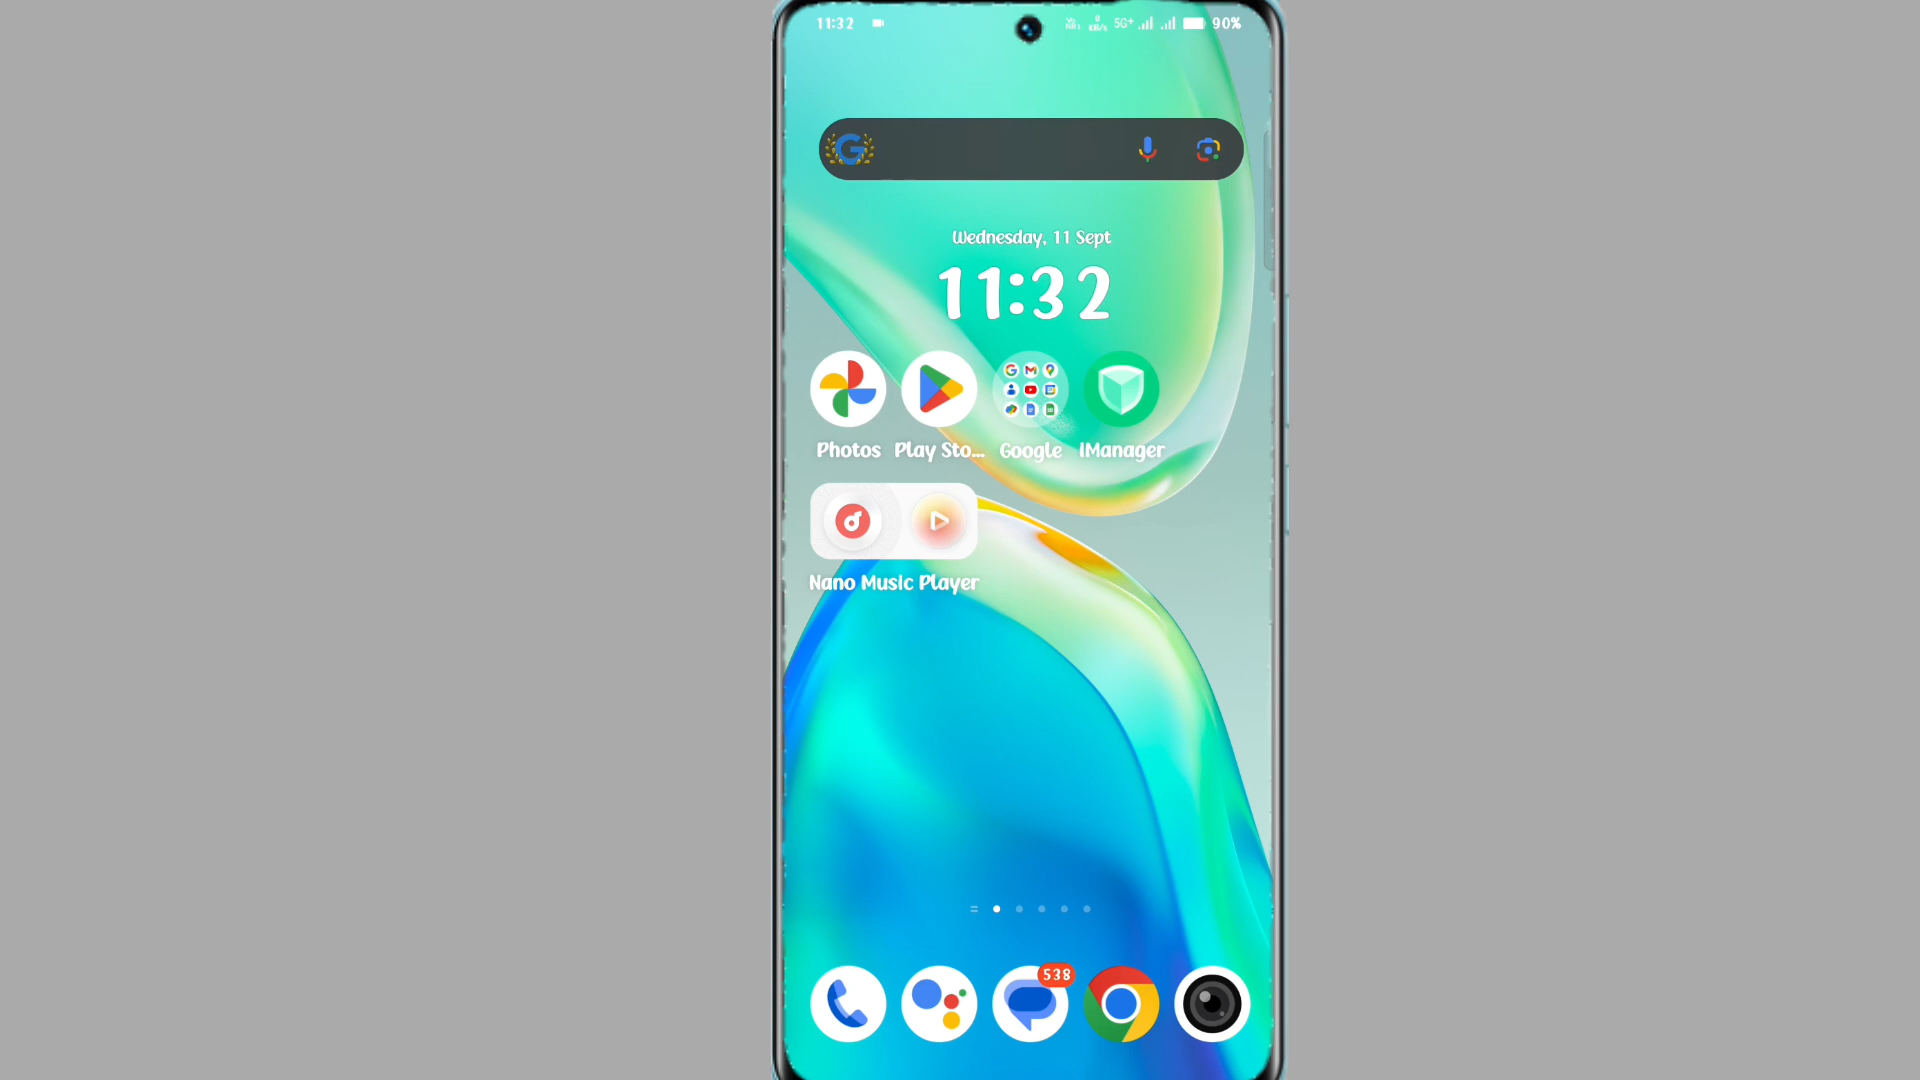 11:32 5G+ 90%
Wednesday, 11 Sept
11:32
Photos Play Sto... Google iManager
Nano Music Player
538